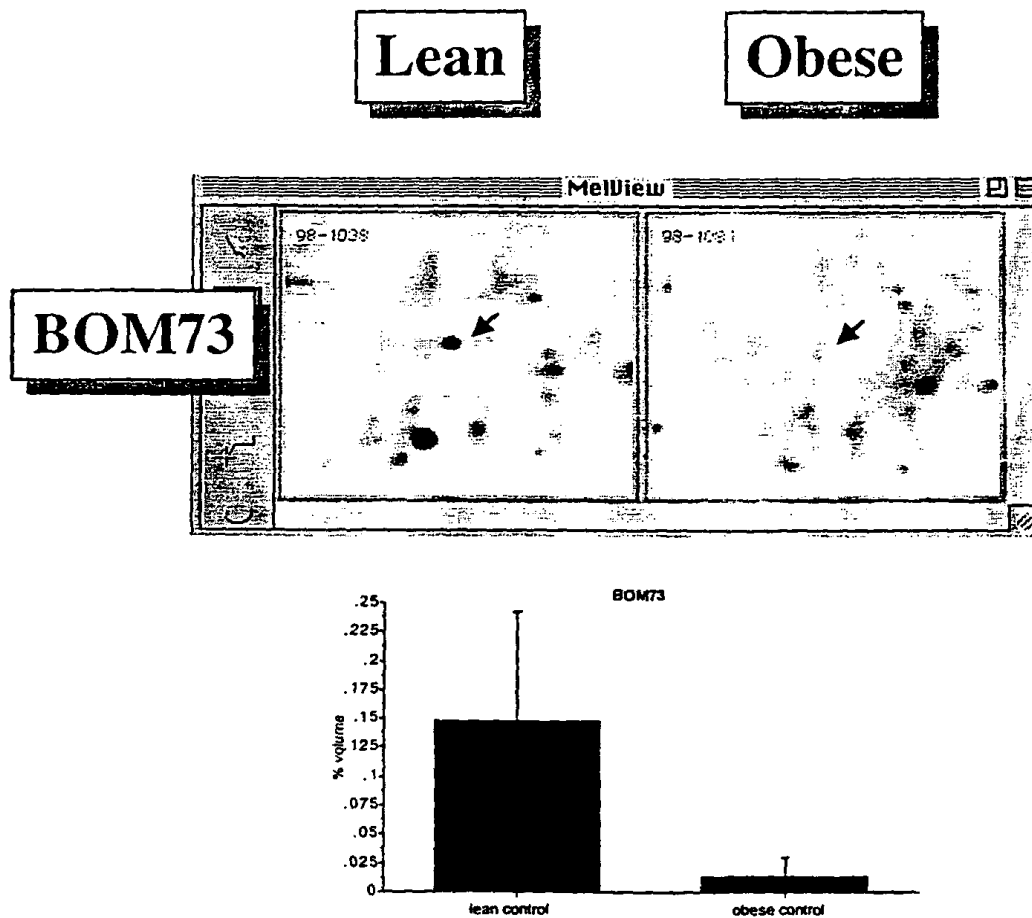 Lean
Obese
MelView
98-1039
BOM73
BOM73
.25
.225
.2
.175
.15
.125
.1
.075
.05
.025
0
% volume
lean control
obese control